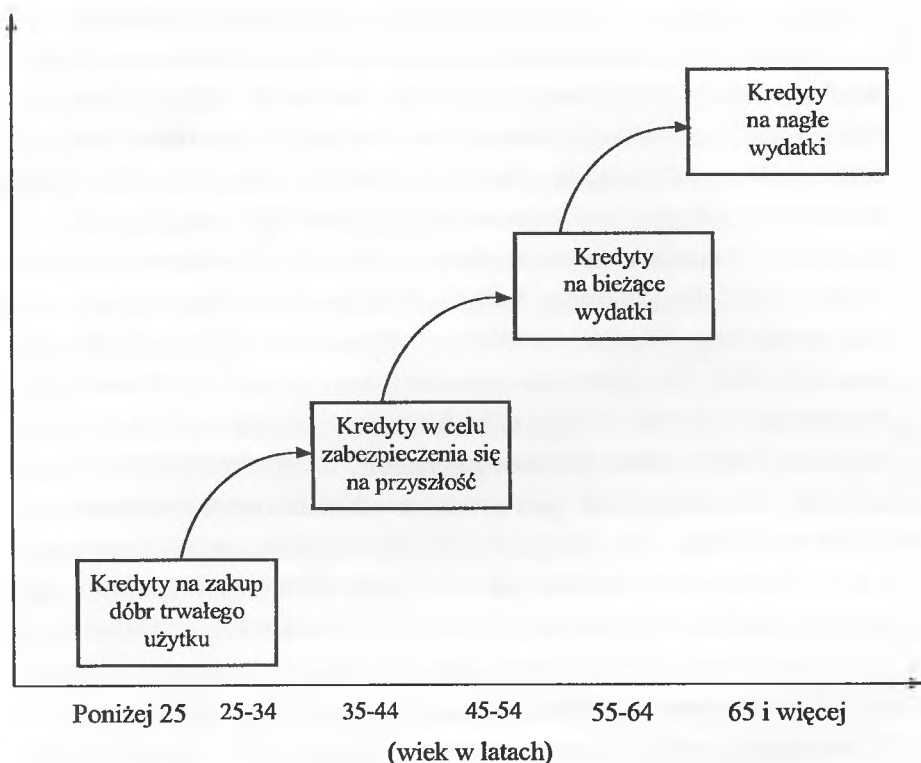 Kredyty
na nagłe
wydatki
Kredyty
na bieżące
wydatki
Kredyty w celu
zabezpieczenia się
na przyszłość
Kredyty na zakup
dóbr trwałego
użytku
Poniżej 25 25-34 35-44 45-54 55-64 65 i więcej
(wiek w latach)